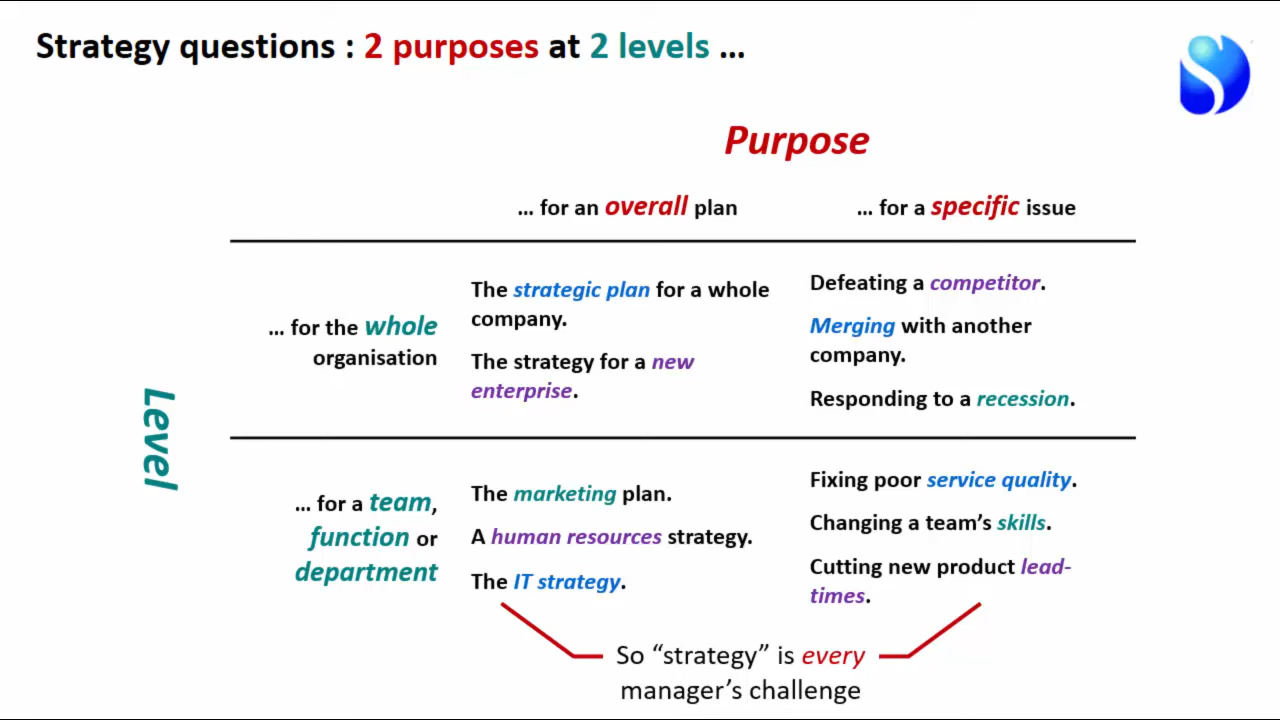 Strategy questions : 2 purposes at 2 levels ...
Purpose
... for an overall plan
... for a specific issue
Level
... for the whole
organisation
The strategic plan for a whole
company.
The strategy for a new
enterprise.
Defeating a competitor.
Merging with another
company.
Responding to a recession.
... for a team,
function or
department
The marketing plan.
A human resources strategy.
The IT strategy.
Fixing poor service quality.
Changing a team's skills.
Cutting new product lead-
times.
So “strategy” is every
manager's challenge